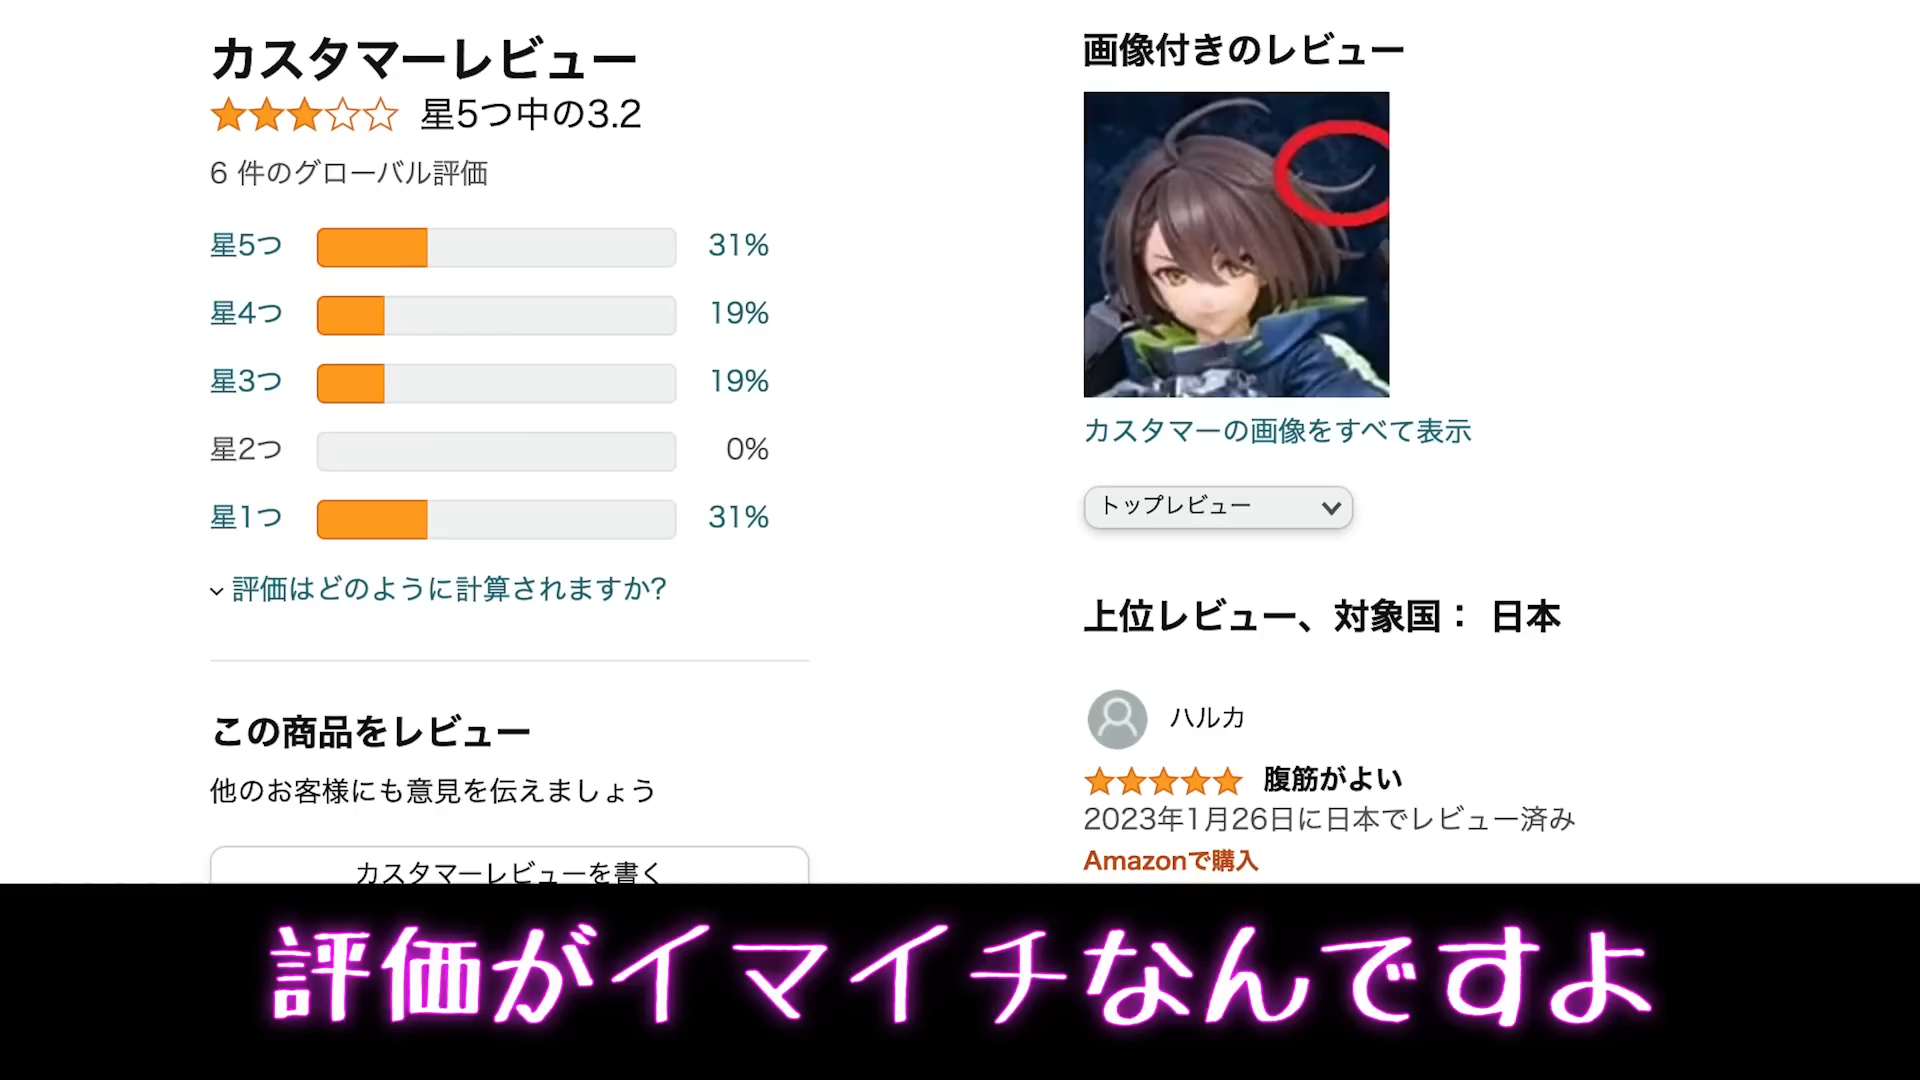 カスタマーレビュー
星5つ中の3.2
6 件のグローバル評価
星5つ 31%
星4つ 19%
星3つ 19%
星2つ 0%
星1つ 31%
評価はどのように計算されますか?
この商品をレビュー
他のお客様にも意見を伝えましょう
カスタマーレビューを書く
画像付きのレビュー
カスタマーの画像をすべて表示
トップレビュー
上位レビュー、対象国： 日本
ハルカ
腹筋がよい
2023年1月26日に日本でレビュー済み
Amazonで購入
評価がイマイチなんですよ